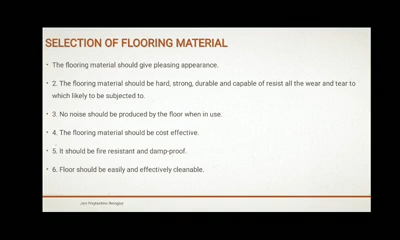 SELECTION OF FLOORING MATERIAL
• The flooring material should give pleasing appearance.
• 2. The flooring material should be hard, strong, durable and capable of resist all the wear and tear to
which likely to be subjected to.
• 3. No noise should be produced by the floor when in use.
• 4. The flooring material should be cost effective.
• 5. It should be fire resistant and damp-proof.
• 6. Floor should be easily and effectively cleanable.